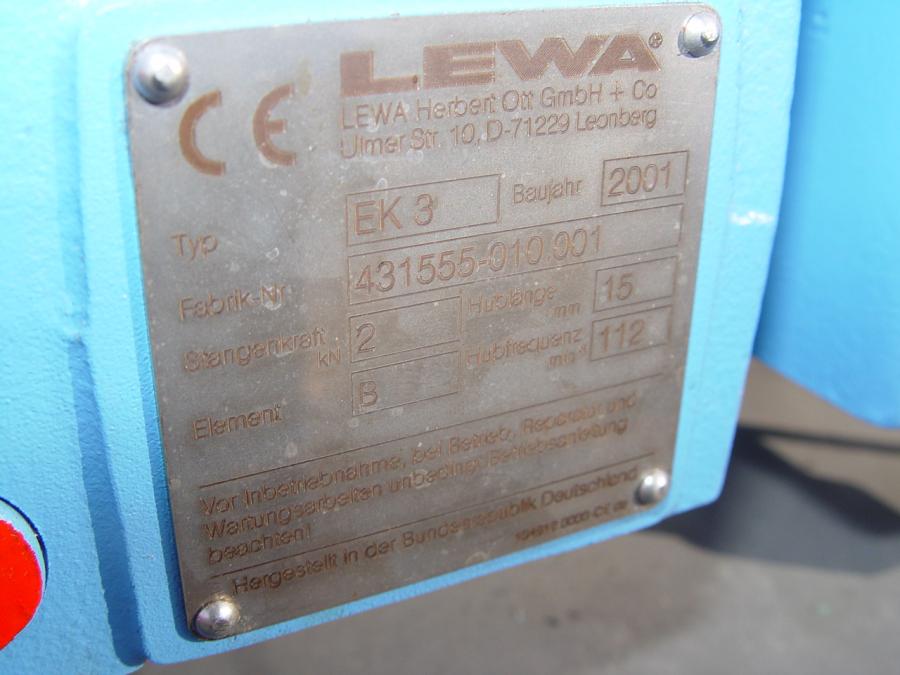 CE LEWA®
LEWA Herbert Ott GmbH + Co
Ulmer Str. 10, D-71229 Leonberg
Typ EK 3 Baujahr 2001
Fabrik-Nr 431555-010.001
Stangenkraft kN 2 Hublänge mm 15
Element B Hubfrequenz min⁻¹ 112
Vor Inbetriebnahme, bei Betrieb, Reparatur und
Wartungsarbeiten unbedingt Betriebsanleitung
beachten!
Hergestellt in der Bundesrepublik Deutschland